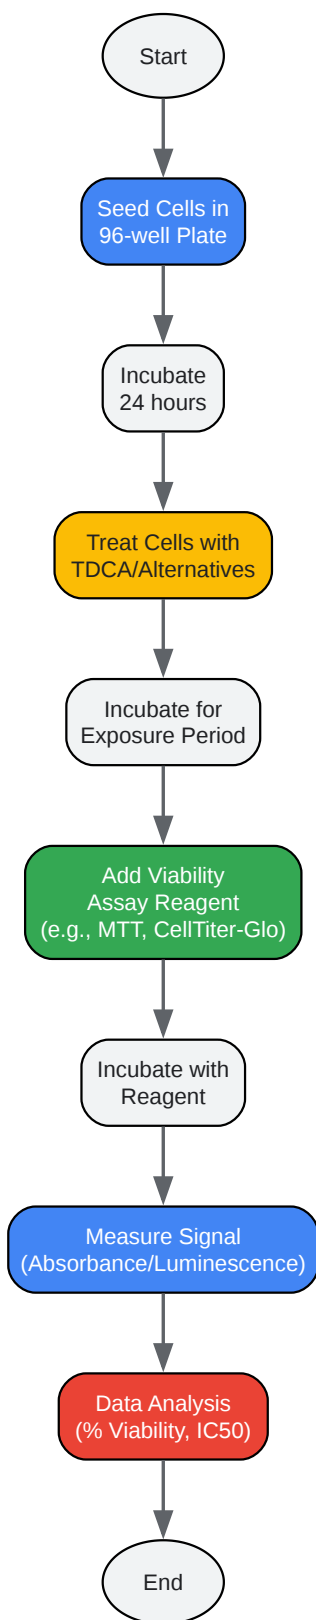 Start
Seed Cells in
96-well Plate
Incubate
24 hours
Treat Cells with
TDCA/Alternatives
Incubate for
Exposure Period
Add Viability
Assay Reagent
(e.g., MTT, CellTiter-Glo)
Incubate with
Reagent
Measure Signal
(Absorbance/Luminescence)
Data Analysis
(% Viability, IC50)
End